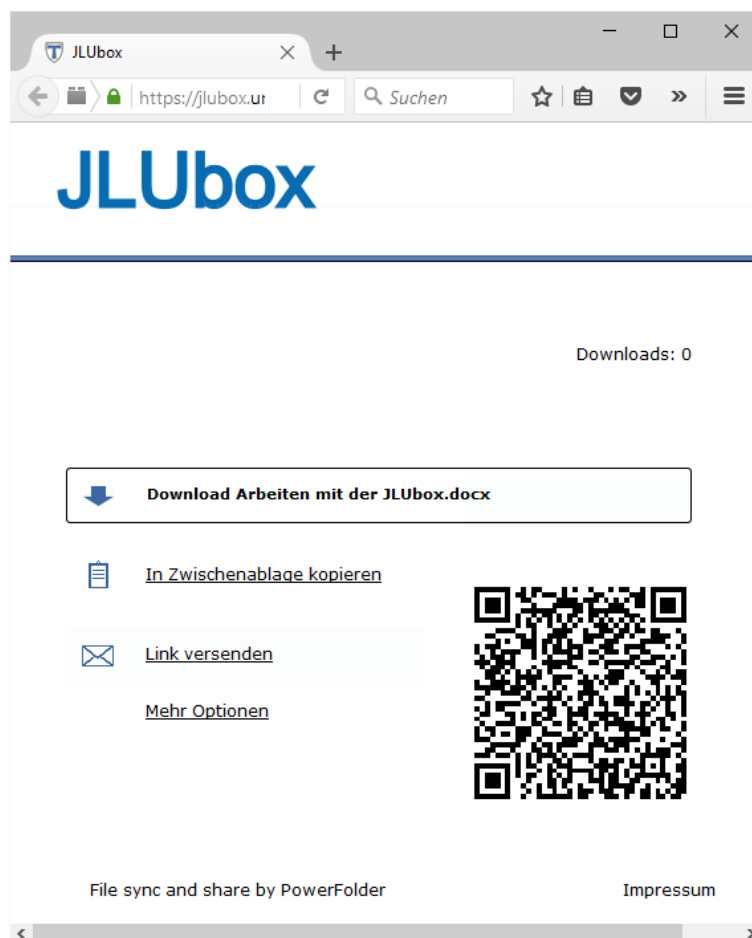 JLUbox
https://jlubox.ur
Suchen
JLUbox
Downloads: 0
Download Arbeiten mit der JLUbox.docx
In Zwischenablage kopieren
Link versenden
Mehr Optionen
File sync and share by PowerFolder
Impressum